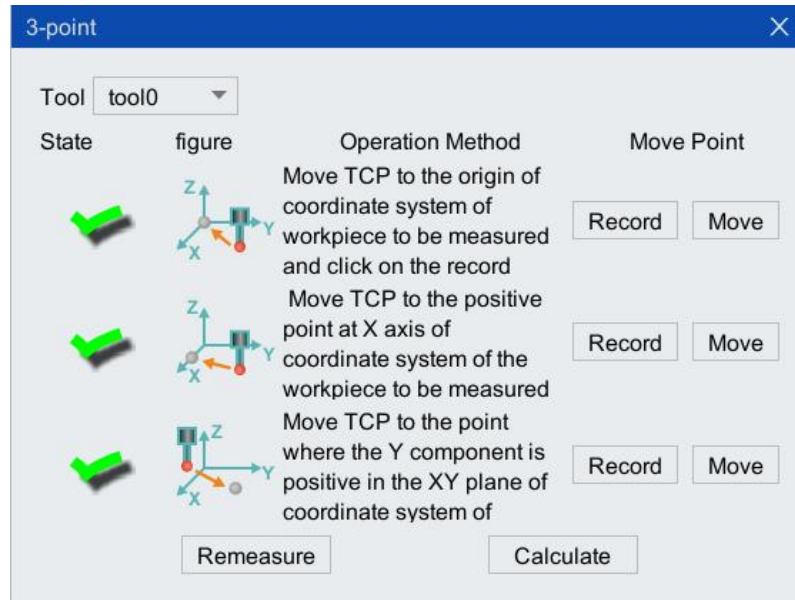 3-point
Tool tool0
State figure Operation Method Move Point
Z
Y
X
Move TCP to the origin of
coordinate system of
workpiece to be measured
and click on the record
Record Move
Z
Y
X
Move TCP to the positive
point at X axis of
coordinate system of the
workpiece to be measured
Record Move
Z
Y
X
Move TCP to the point
where the Y component is
positive in the XY plane of
coordinate system of
Record Move
Remeasure Calculate